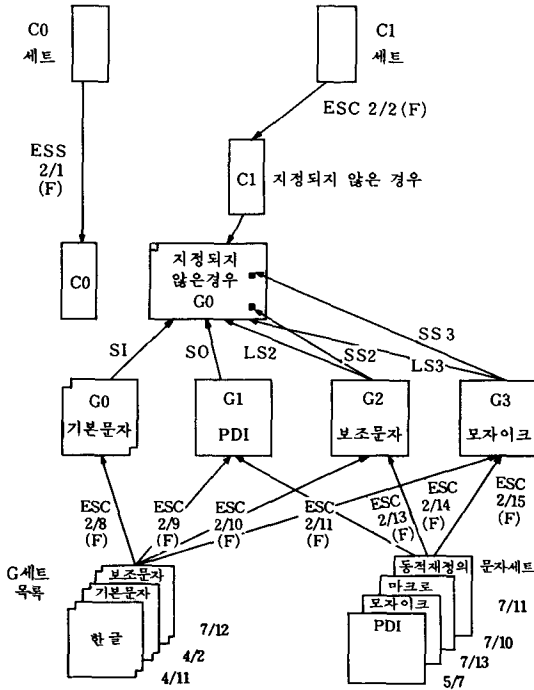 C0
세트
C1
세트
ESC 2/2 (F)
ESS
2/1
(F)
C1
지정되지 않은 경우
C0
지정되지
않은경우
G0
SS 3
SI
SO
LS2
SS2
LS3
G0
기본문자
G1
PDI
G2
보조문자
G3
모자이크
ESC
2/8
(F)
ESC
2/9
(F)
ESC
2/10
(F)
ESC
2/11
(F)
ESC
2/13
(F)
ESC
2/14
(F)
ESC
2/15
(F)
G세트
목록
보조문자
기본문자
한글
7/12
4/2
4/11
동적재정의 문자세트
마크로
모자이크
PDI
7/11
7/10
7/13
5/7